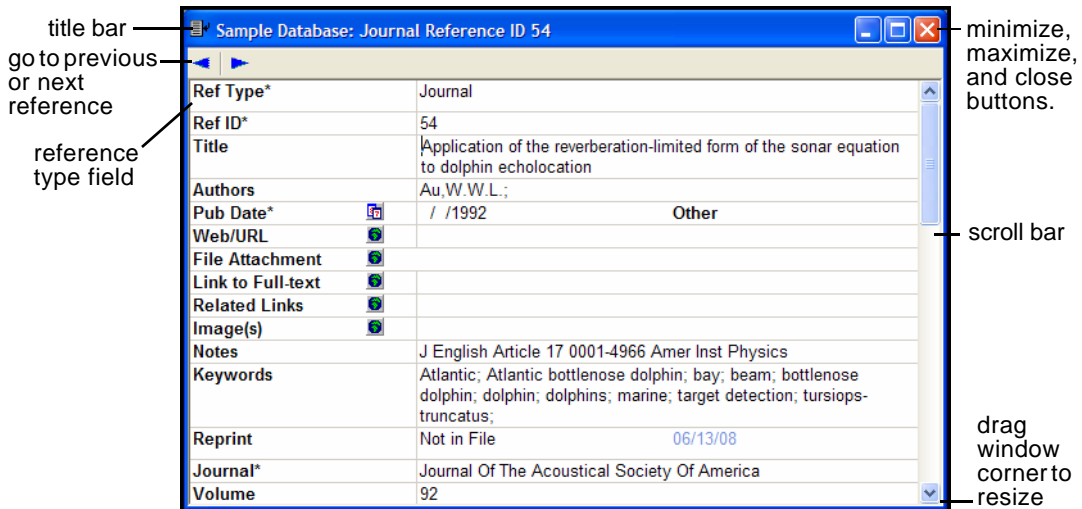 title bar
go to previous
or next
reference
reference
type field
Sample Database: Journal Reference ID 54
minimize,
maximize,
and close
buttons.
Ref Type* Journal
Ref ID* 54
Title Application of the reverberation-limited form of the sonar equation
to dolphin echolocation
Authors Au,W.W.L.;
Pub Date* / /1992 Other
Web/URL
scroll bar
File Attachment
Link to Full-text
Related Links
Image(s)
Notes J English Article 17 0001-4966 Amer Inst Physics
Keywords Atlantic; Atlantic bottlenose dolphin; bay; beam; bottlenose
dolphin; dolphin; dolphins; marine; target detection; tursiops-
truncatus;
Reprint Not in File 06/13/08
Journal* Journal Of The Acoustical Society Of America
Volume 92
drag
window
corner to
resize